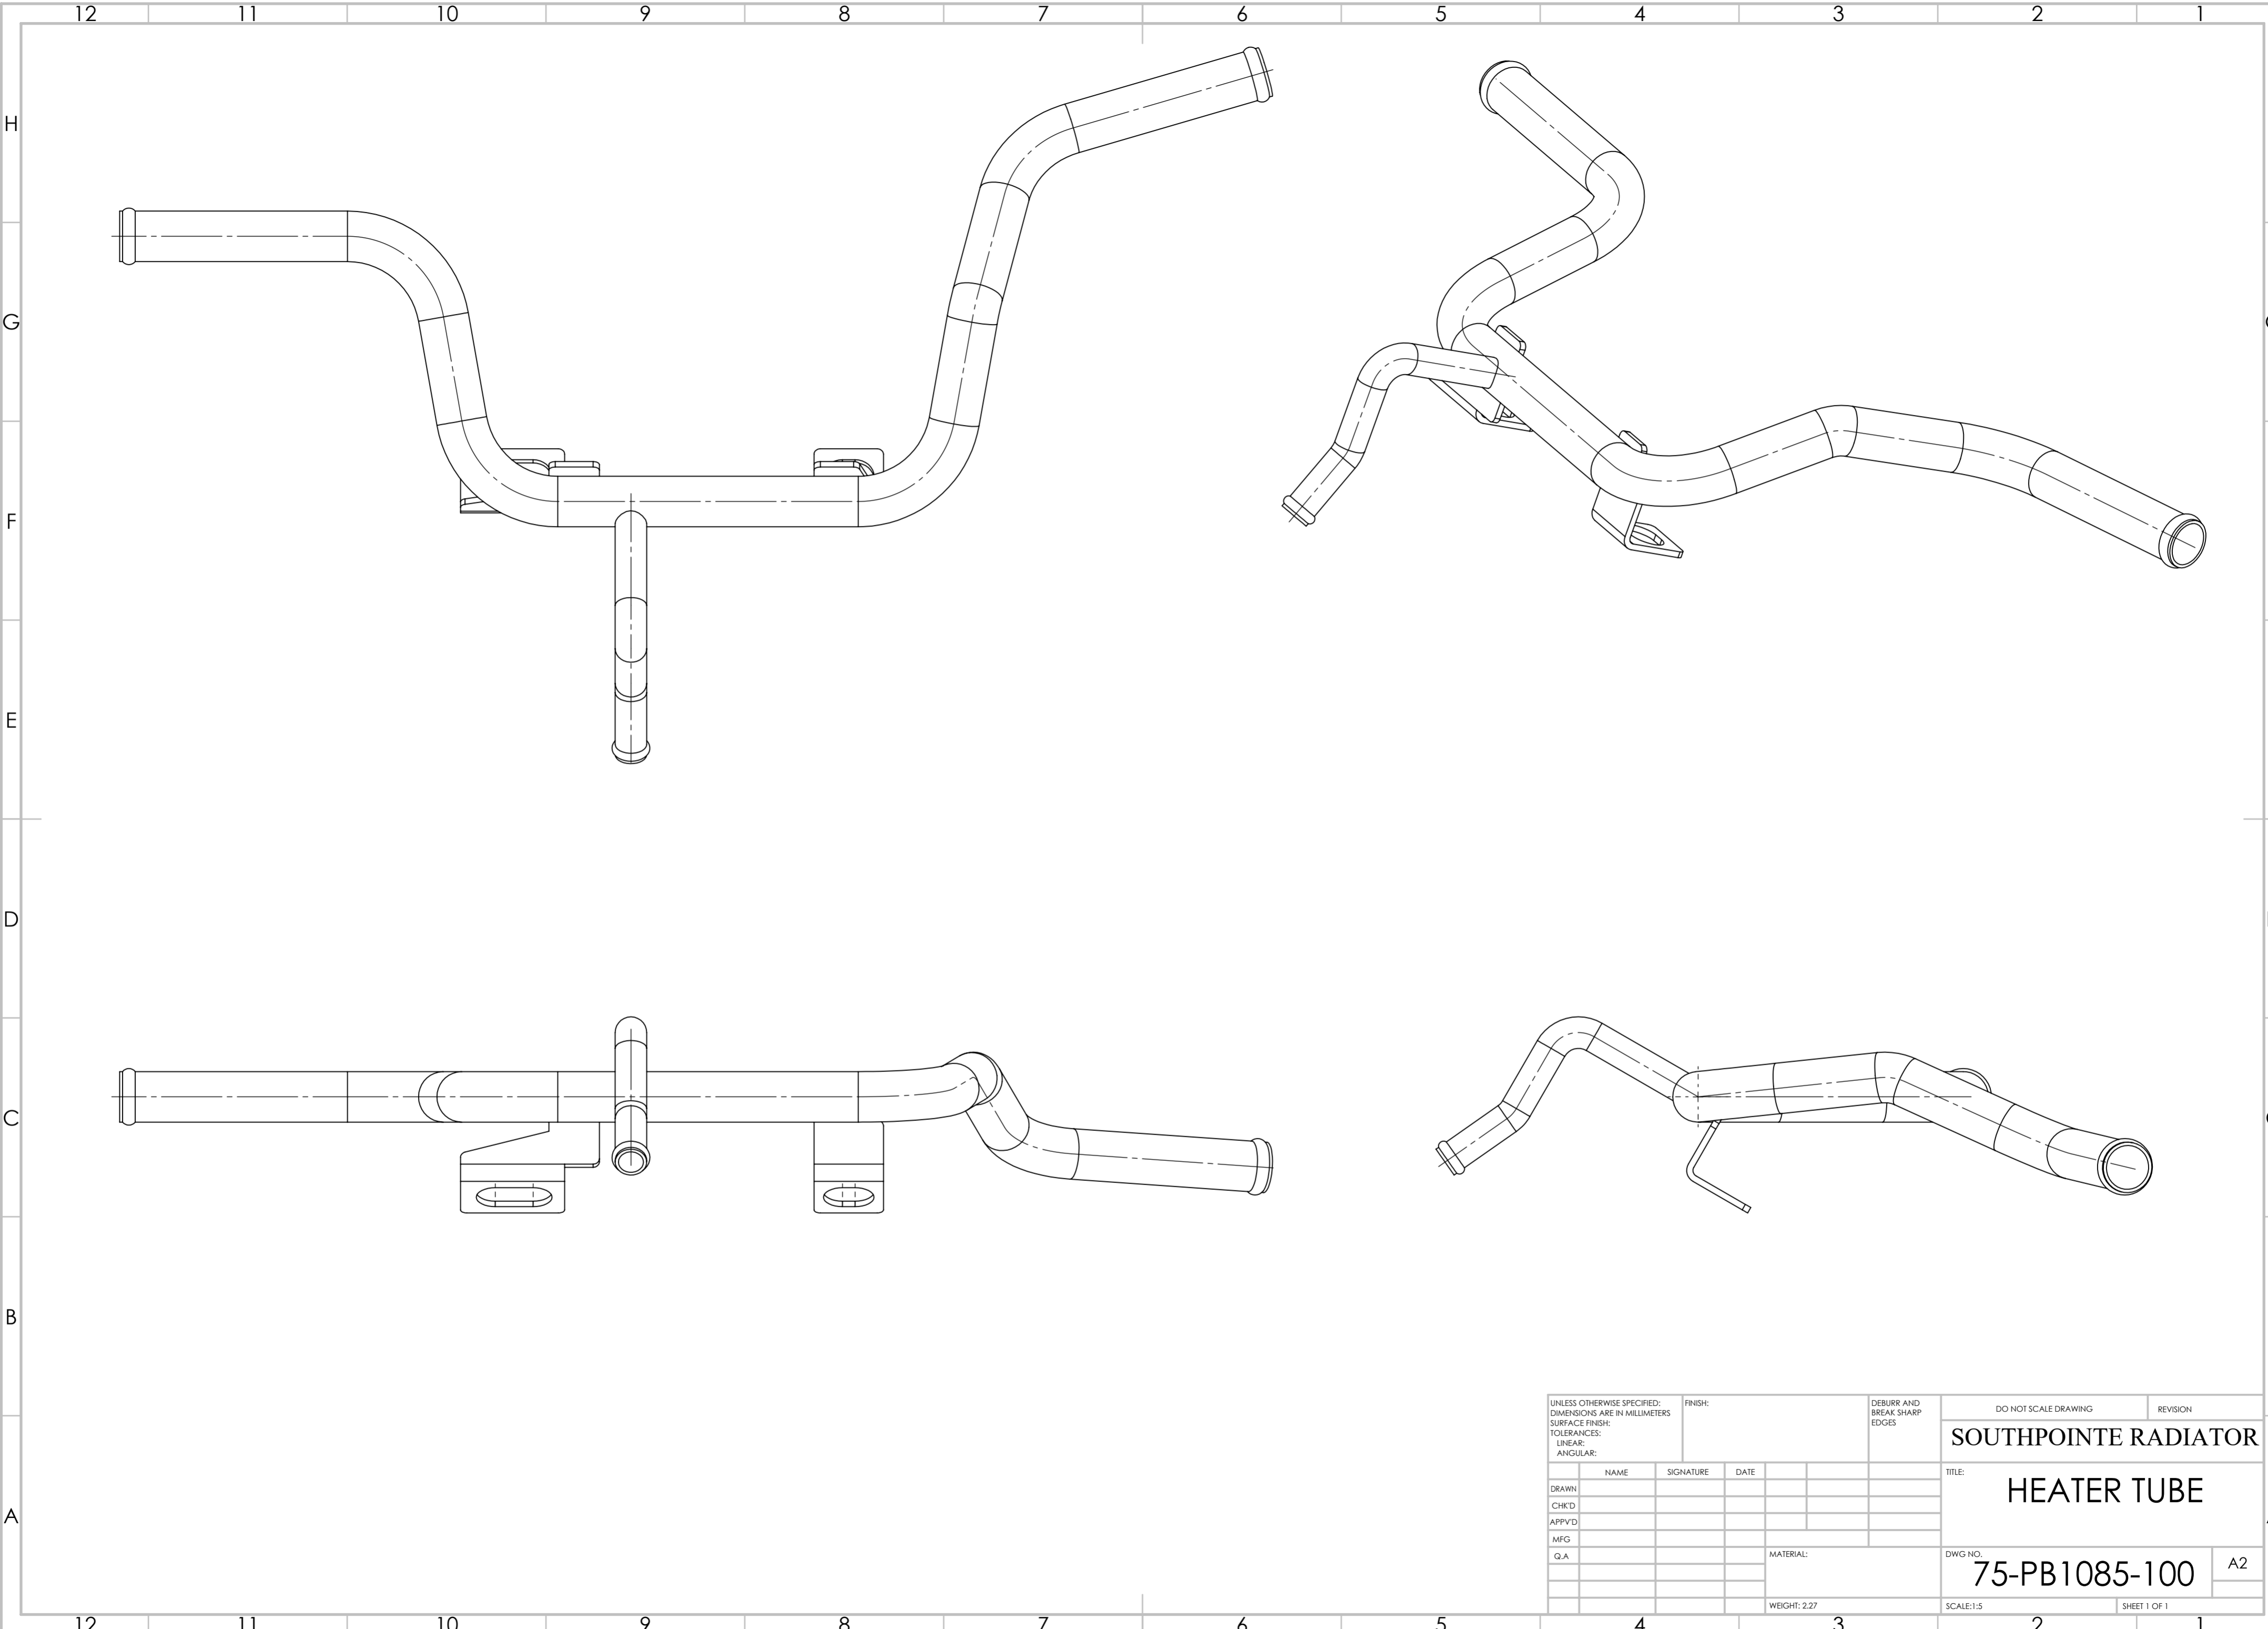 12 11 10 9 8 7 6 5 4 3 2 1
H
G
F
E
D
C
B
A
UNLESS OTHERWISE SPECIFIED:
DIMENSIONS ARE IN MILLIMETERS
SURFACE FINISH:
TOLERANCES:
LINEAR:
ANGULAR:
FINISH:
DEBURR AND
BREAK SHARP
EDGES
DO NOT SCALE DRAWING
REVISION
SOUTHPOINTE RADIATOR
NAME SIGNATURE DATE
DRAWN
CHK'D
APPV'D
MFG
Q.A
TITLE:
HEATER TUBE
MATERIAL:
DWG NO.
75-PB1085-100
A2
WEIGHT: 2.27
SCALE:1:5
SHEET 1 OF 1
12 11 10 9 8 7 6 5 4 3 2 1